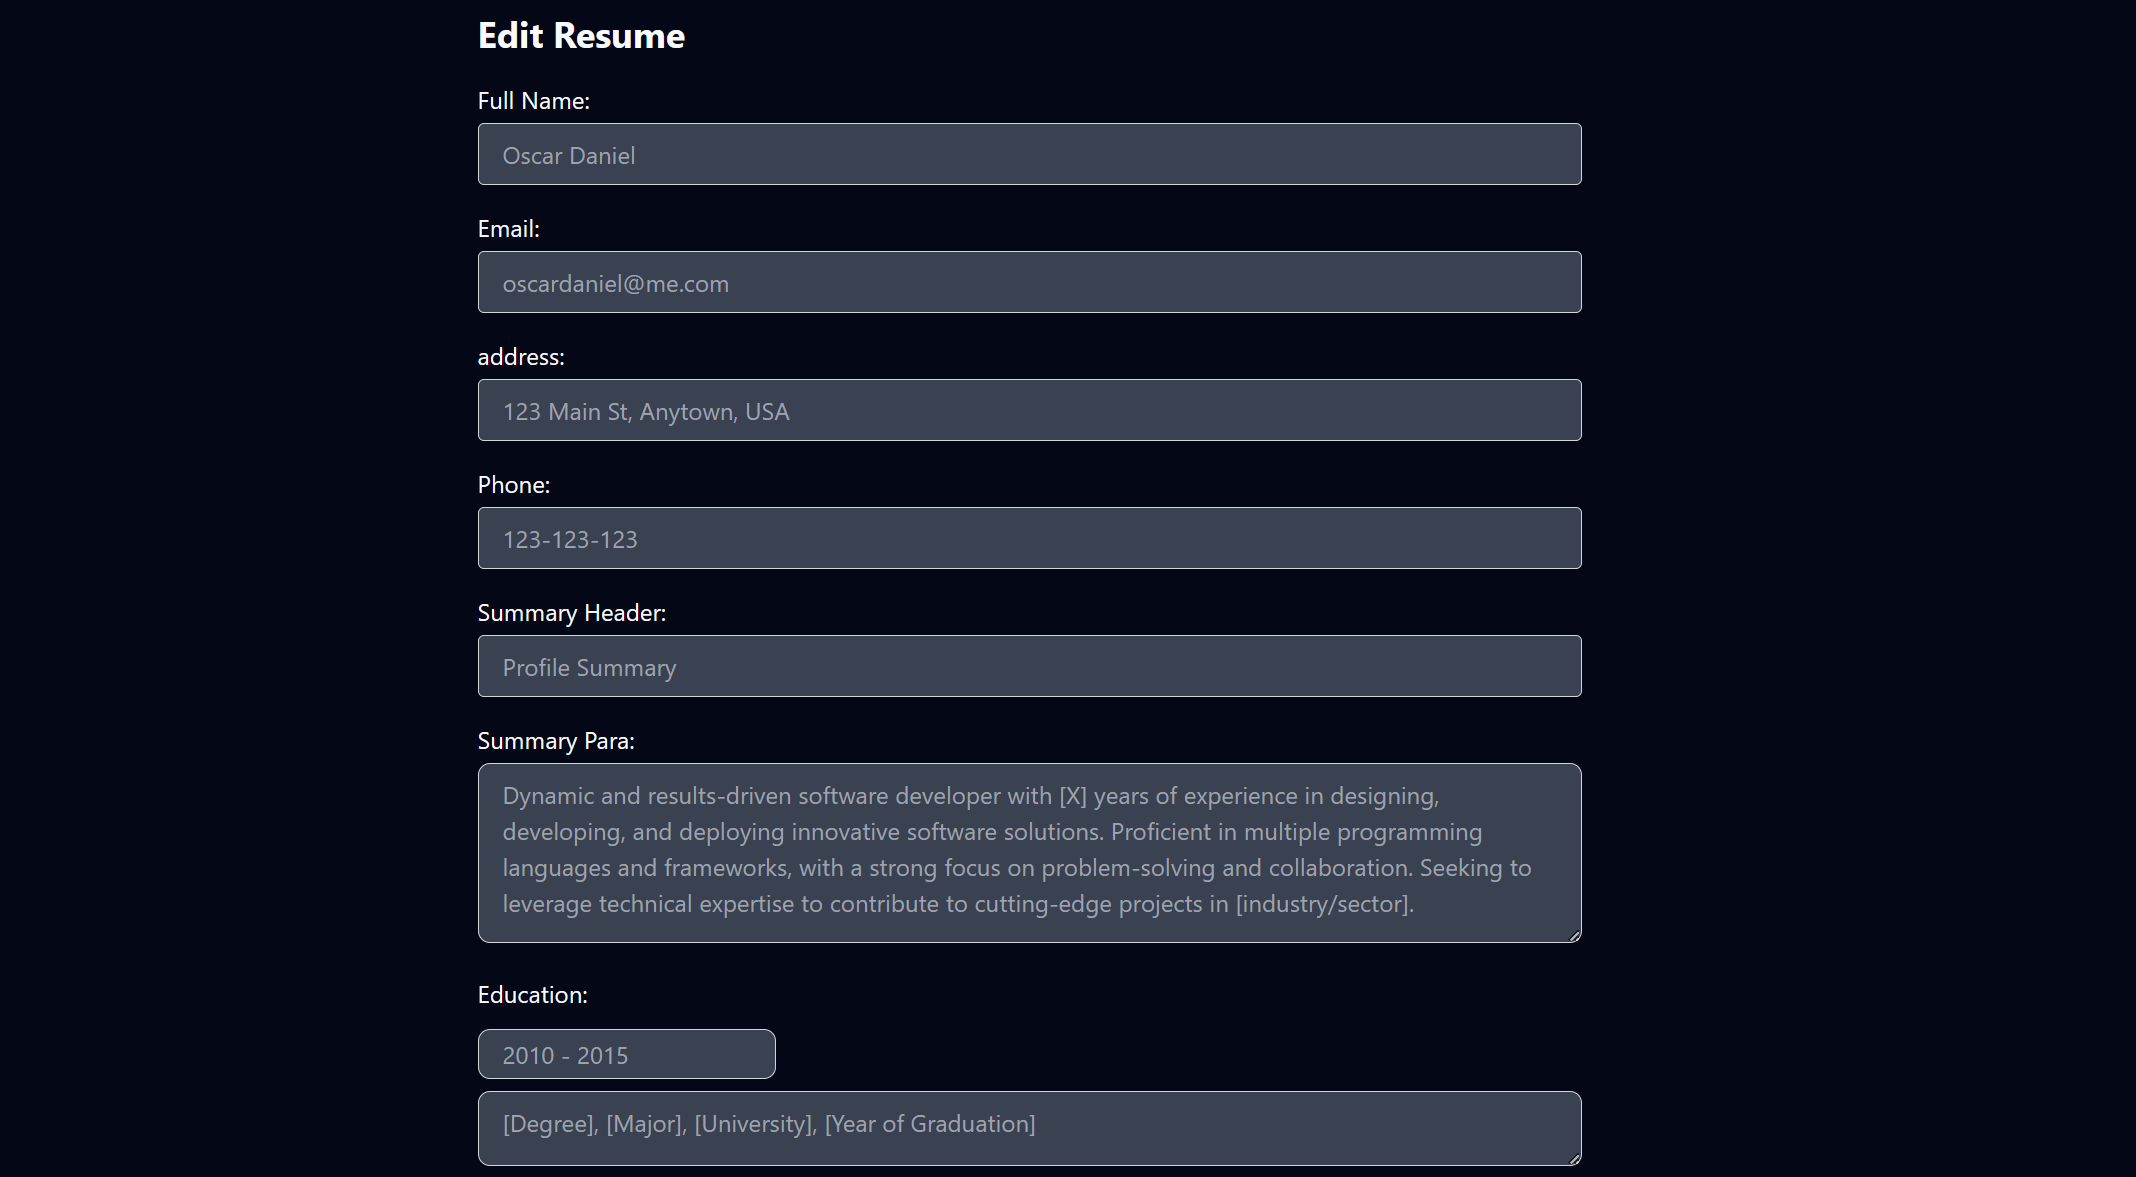 Edit Resume
Full Name:
Oscar Daniel
Email:
oscardaniel@me.com
address:
123 Main St, Anytown, USA
Phone:
123-123-123
Summary Header:
Profile Summary
Summary Para:
Dynamic and results-driven software developer with [X] years of experience in designing,
developing, and deploying innovative software solutions. Proficient in multiple programming
languages and frameworks, with a strong focus on problem-solving and collaboration. Seeking to
leverage technical expertise to contribute to cutting-edge projects in [industry/sector].
Education:
2010 - 2015
[Degree], [Major], [University], [Year of Graduation]